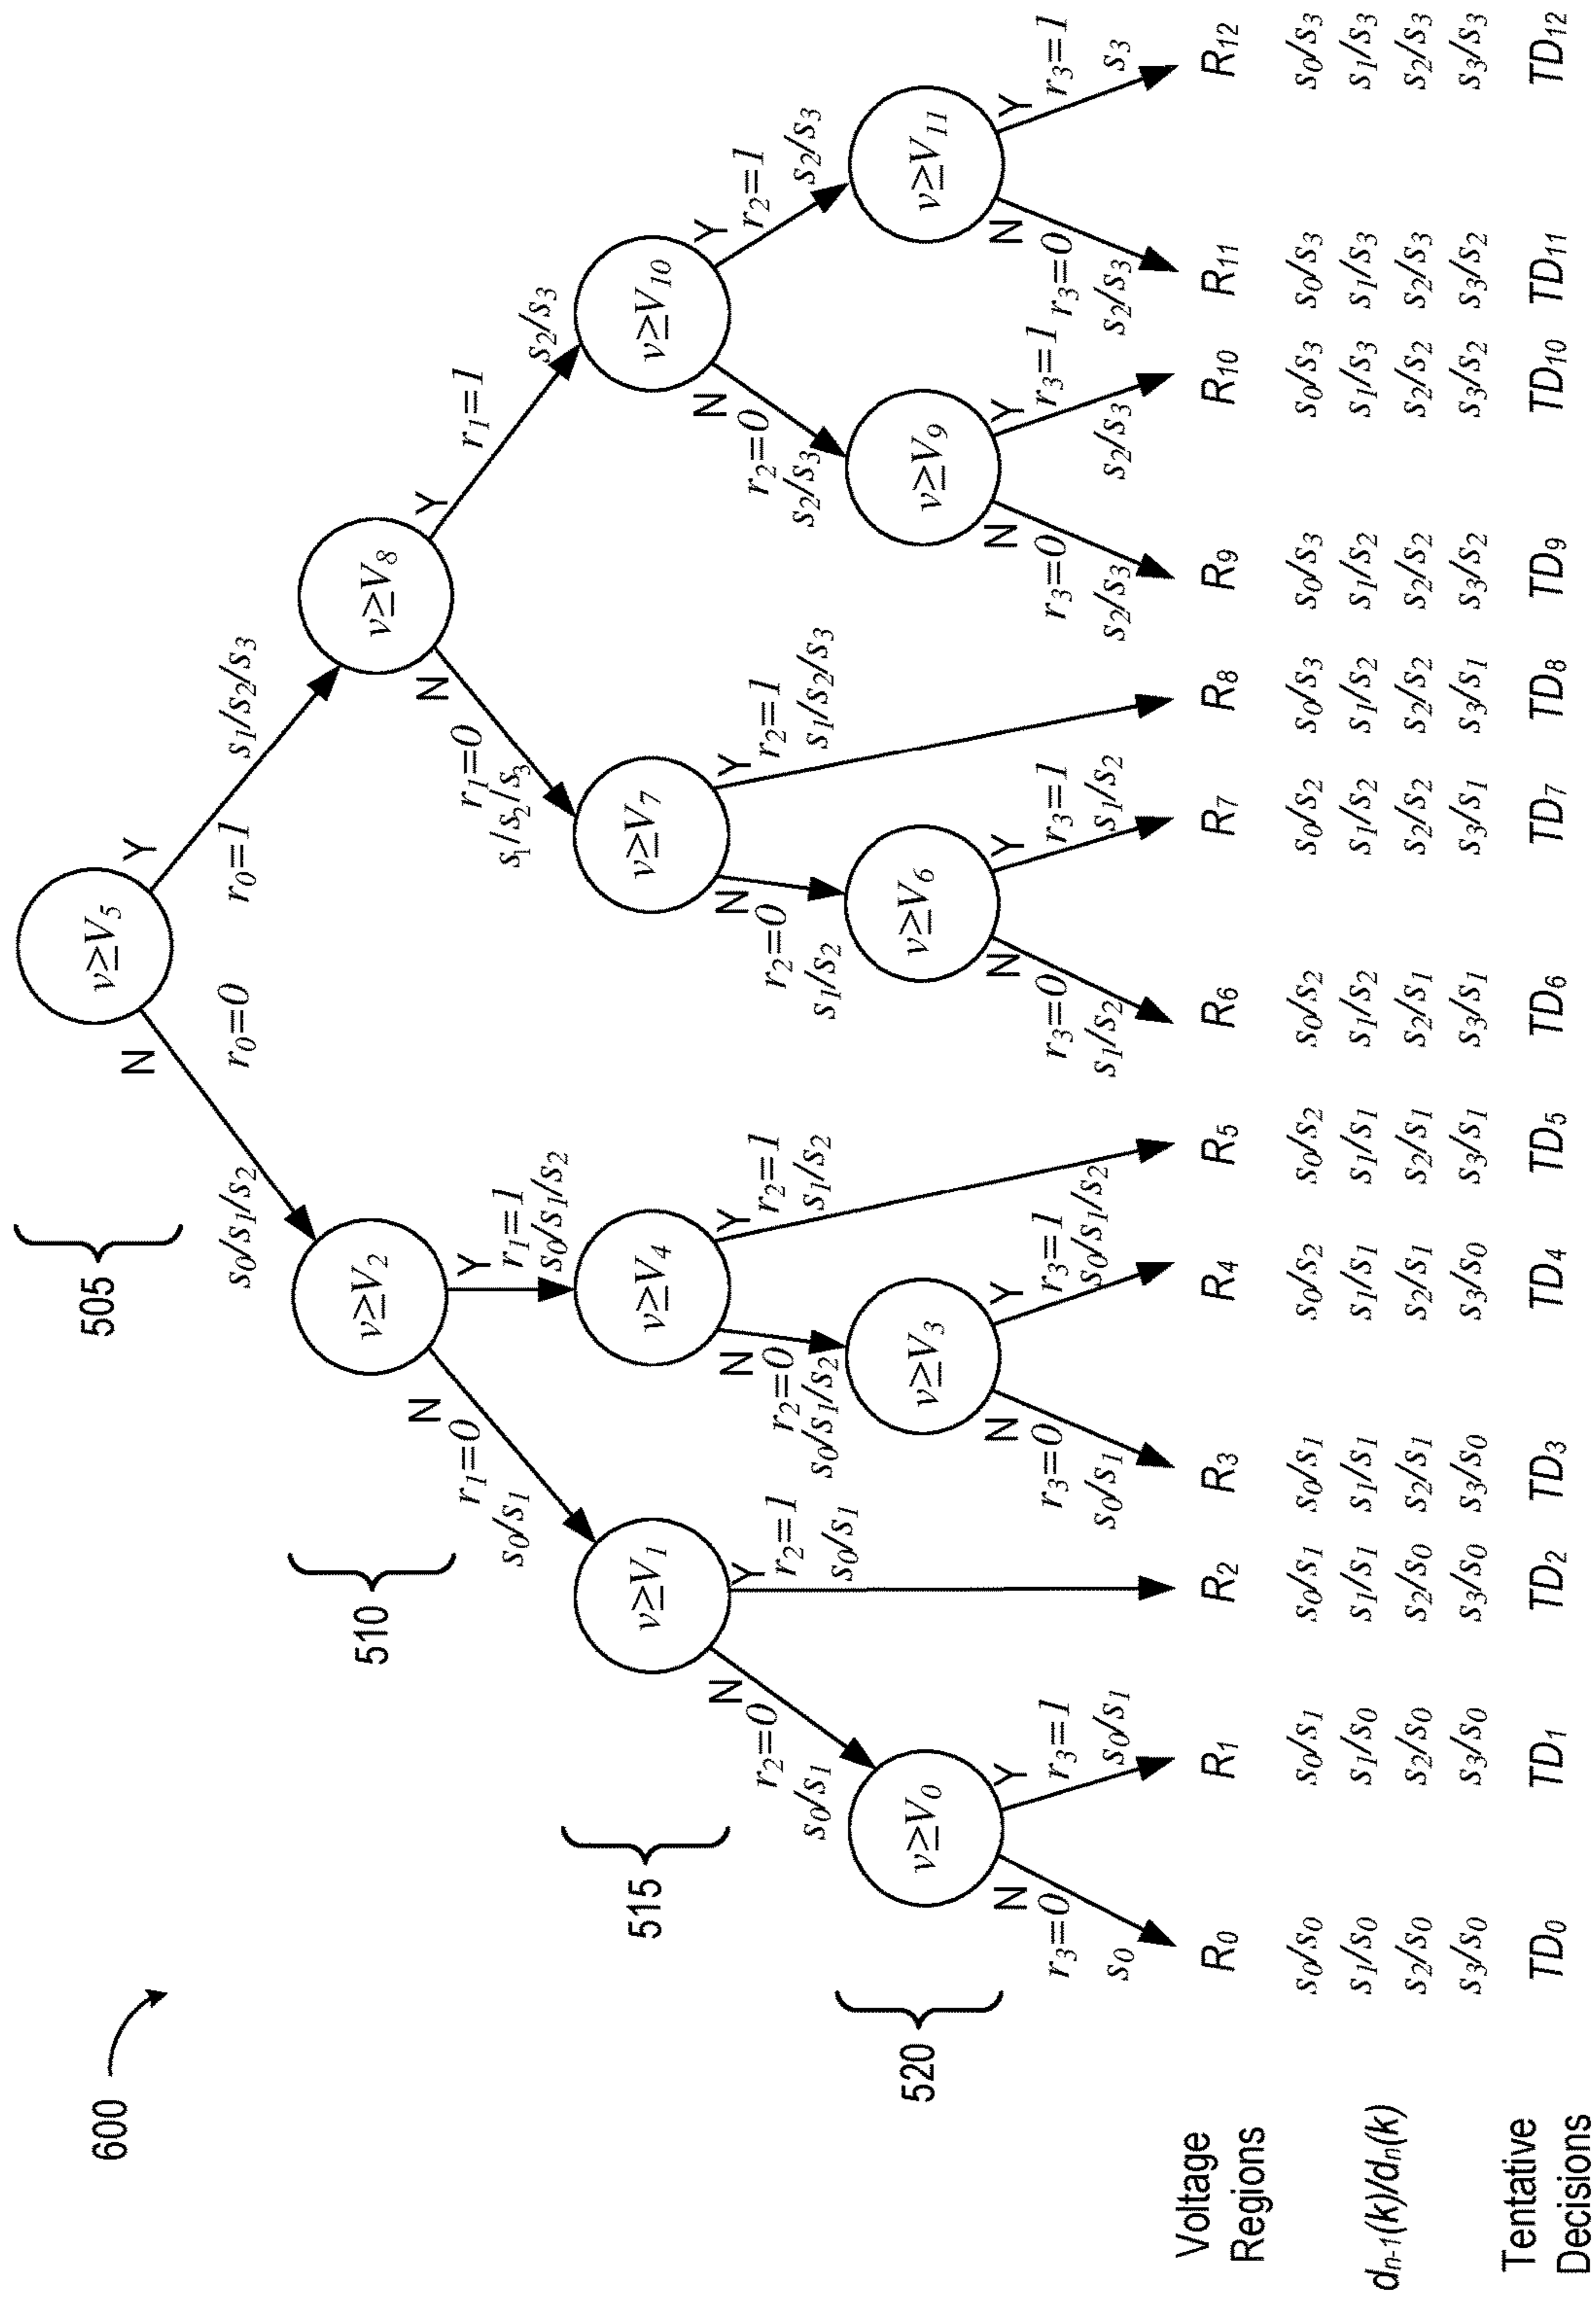 600
505
v≥V₅
N
Y
r₀=0
r₀=1
s₀/s₁/s₂
s₁/s₂/s₃
510
v≥V₂
v≥V₈
N
Y
N
Y
r₁=0
s₀/s₁
r₁=1
s₀/s₁/s₂
r₁=0
s₁/s₂/s₃
r₁=1
s₂/s₃
515
v≥V₁
v≥V₄
v≥V₇
v≥V₁₀
N
Y
N
Y
N
Y
N
Y
r₂=0
s₀/s₁
r₂=1
s₀/s₁
r₂=0
s₀/s₁/s₂
r₂=1
s₁/s₂
r₂=0
s₁/s₂
r₂=1
s₁/s₂/s₃
r₂=0
s₂/s₃
r₂=1
s₂/s₃
520
v≥V₀
v≥V₃
v≥V₆
v≥V₉
v≥V₁₁
N
Y
N
Y
N
Y
N
Y
N
Y
r₃=0
s₀
r₃=1
s₀/s₁
r₃=0
s₀/s₁
r₃=1
s₀/s₁/s₂
r₃=0
s₁/s₂
r₃=1
s₁/s₂
r₃=0
s₂/s₃
r₃=1
s₂/s₃
r₃=0
s₂/s₃
r₃=1
s₃
Voltage
Regions
R₀ R₁ R₂ R₃ R₄ R₅ R₆ R₇ R₈ R₉ R₁₀ R₁₁ R₁₂
dₙ₋₁(k)/dₙ(k)
s₀/s₀ s₀/s₁ s₀/s₁ s₀/s₁ s₀/s₂ s₀/s₂ s₀/s₂ s₀/s₂ s₀/s₃ s₀/s₃ s₀/s₃ s₀/s₃ s₀/s₃
s₁/s₀ s₁/s₀ s₁/s₁ s₁/s₁ s₁/s₁ s₁/s₁ s₁/s₂ s₁/s₂ s₁/s₂ s₁/s₂ s₁/s₃ s₁/s₃ s₁/s₃
s₂/s₀ s₂/s₀ s₂/s₀ s₂/s₁ s₂/s₁ s₂/s₁ s₂/s₁ s₂/s₂ s₂/s₂ s₂/s₂ s₂/s₂ s₂/s₃ s₂/s₃
s₃/s₀ s₃/s₀ s₃/s₀ s₃/s₀ s₃/s₀ s₃/s₁ s₃/s₁ s₃/s₁ s₃/s₁ s₃/s₂ s₃/s₂ s₃/s₂ s₃/s₃
Tentative
Decisions
TD₀ TD₁ TD₂ TD₃ TD₄ TD₅ TD₆ TD₇ TD₈ TD₉ TD₁₀ TD₁₁ TD₁₂